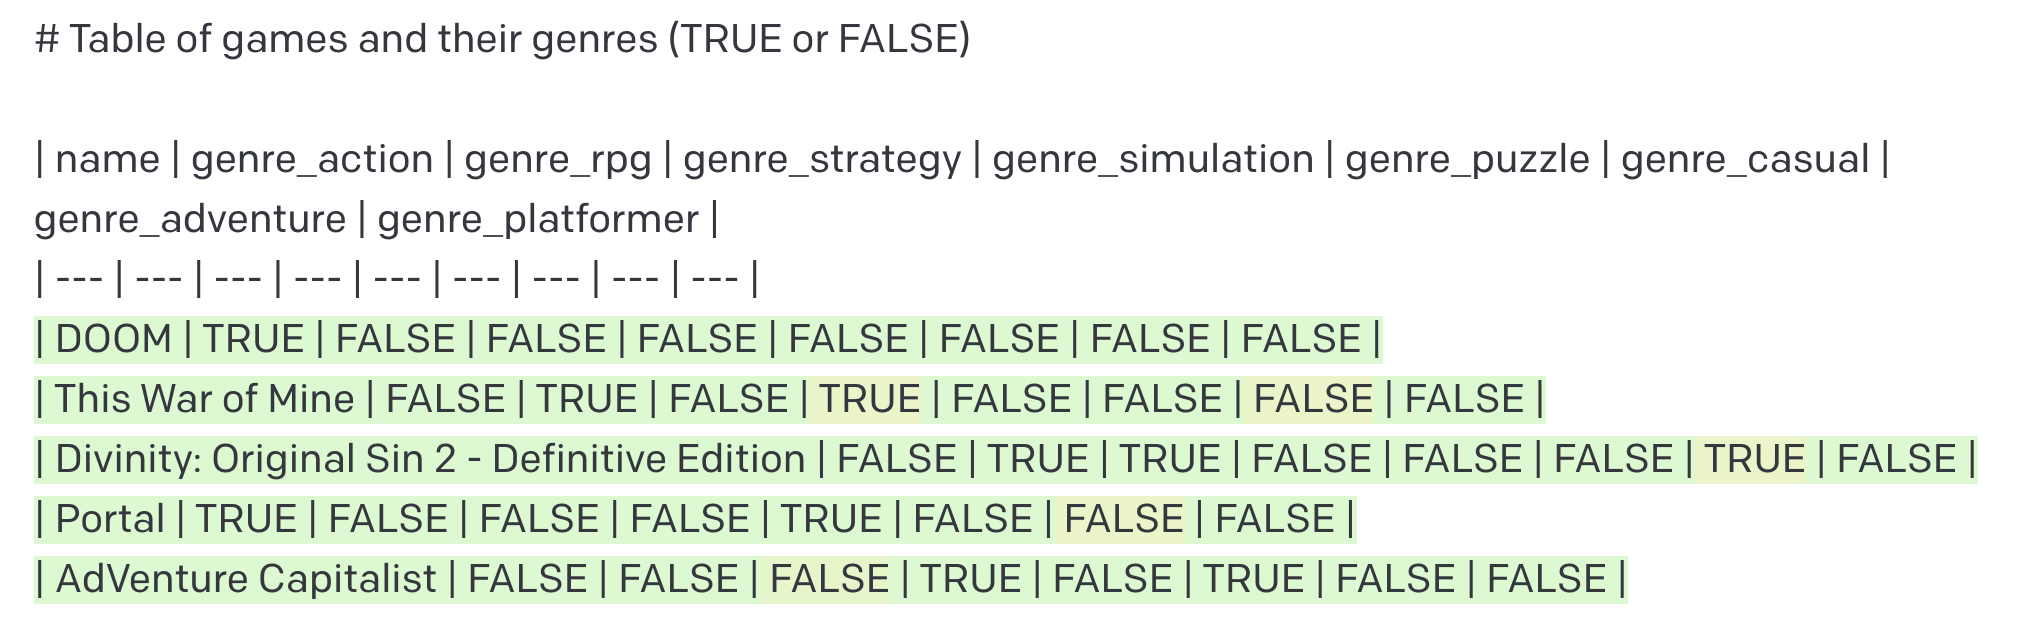 # Table of games and their genres (TRUE or FALSE)
| name | genre_action | genre_rpg | genre_strategy | genre_simulation | genre_puzzle | genre_casual |
genre_adventure | genre_platformer |
| --- | --- | --- | --- | --- | --- | --- | --- | --- |
| DOOM | TRUE | FALSE | FALSE | FALSE | FALSE | FALSE | FALSE | FALSE |
| This War of Mine | FALSE | TRUE | FALSE | TRUE | FALSE | FALSE | FALSE | FALSE |
| Divinity: Original Sin 2 - Definitive Edition | FALSE | TRUE | TRUE | FALSE | FALSE | FALSE | TRUE | FALSE |
| Portal | TRUE | FALSE | FALSE | FALSE | TRUE | FALSE | FALSE | FALSE |
| AdVenture Capitalist | FALSE | FALSE | FALSE | TRUE | FALSE | TRUE | FALSE | FALSE |